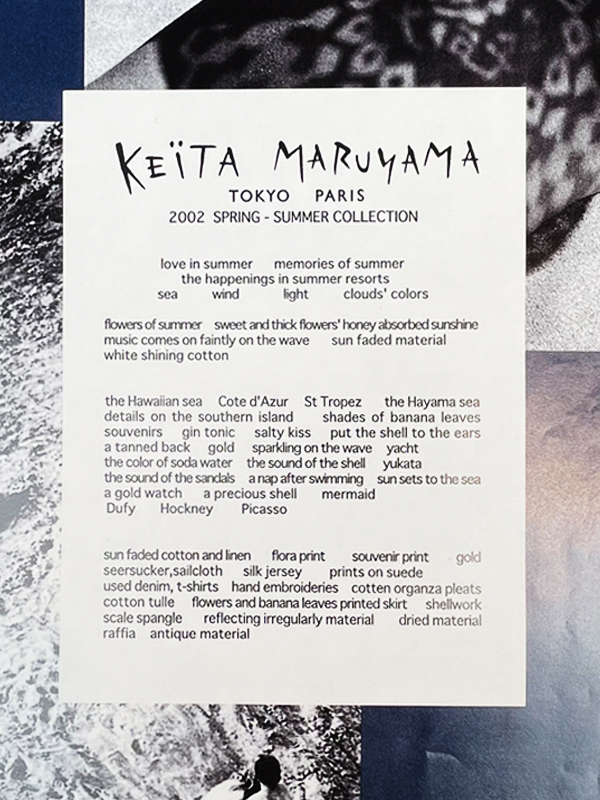 KEÏTA MARUYAMA
TOKYO PARIS
2002 SPRING - SUMMER COLLECTION
love in summer memories of summer
the happenings in summer resorts
sea wind light clouds' colors
flowers of summer sweet and thick flowers' honey absorbed sunshine
music comes on faintly on the wave sun faded material
white shining cotton
the Hawaiian sea Cote d'Azur St Tropez the Hayama sea
details on the southern island shades of banana leaves
souvenirs gin tonic salty kiss put the shell to the ears
a tanned back gold sparkling on the wave yacht
the color of soda water the sound of the shell yukata
the sound of the sandals a nap after swimming sun sets to the sea
a gold watch a precious shell mermaid
Dufy Hockney Picasso
sun faded cotton and linen flora print souvenir print gold
seersucker,sailcloth silk jersey prints on suede
used denim, t-shirts hand embroideries cotten organza pleats
cotton tulle flowers and banana leaves printed skirt shellwork
scale spangle reflecting irregularly material dried material
raffia antique material